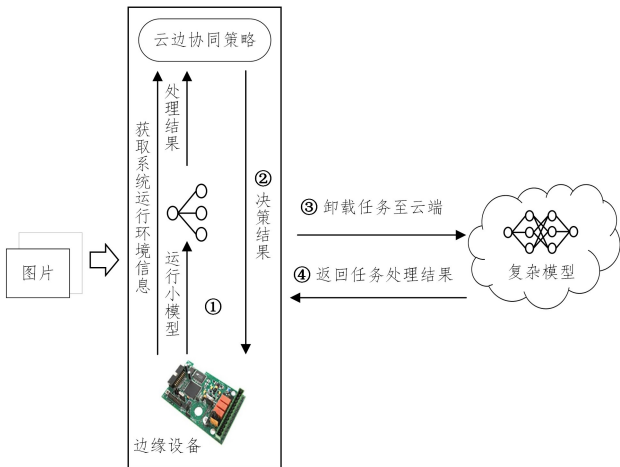 云边协同策略
获取系统运行环境信息
处理结果
运行小模型
①
②决策结果
③ 卸载任务至云端
④ 返回任务处理结果
图片
复杂模型
边缘设备